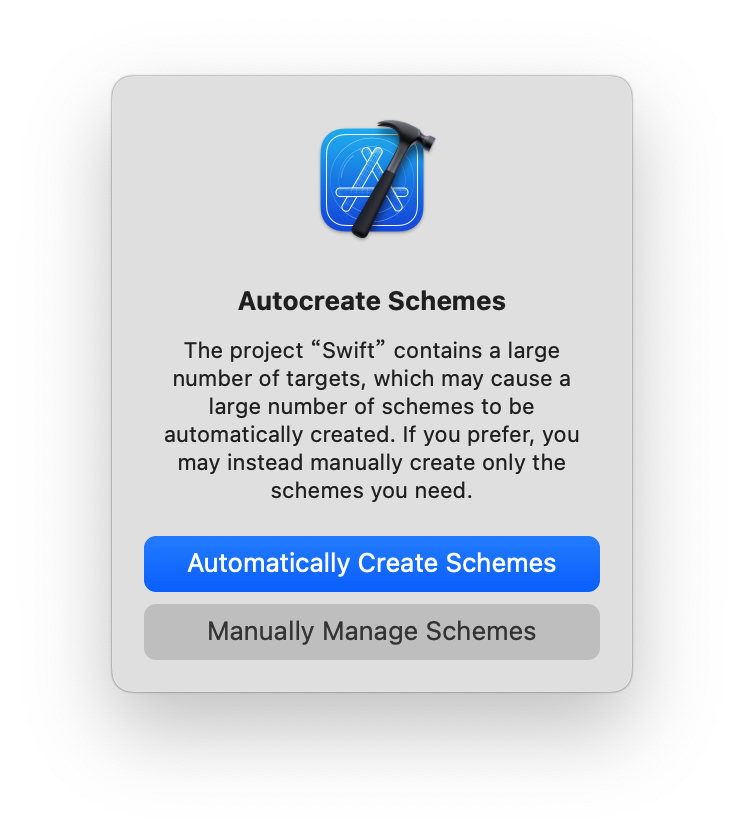 Autocreate Schemes
The project “Swift” contains a large
number of targets, which may cause a
large number of schemes to be
automatically created. If you prefer, you
may instead manually create only the
schemes you need.
Automatically Create Schemes
Manually Manage Schemes